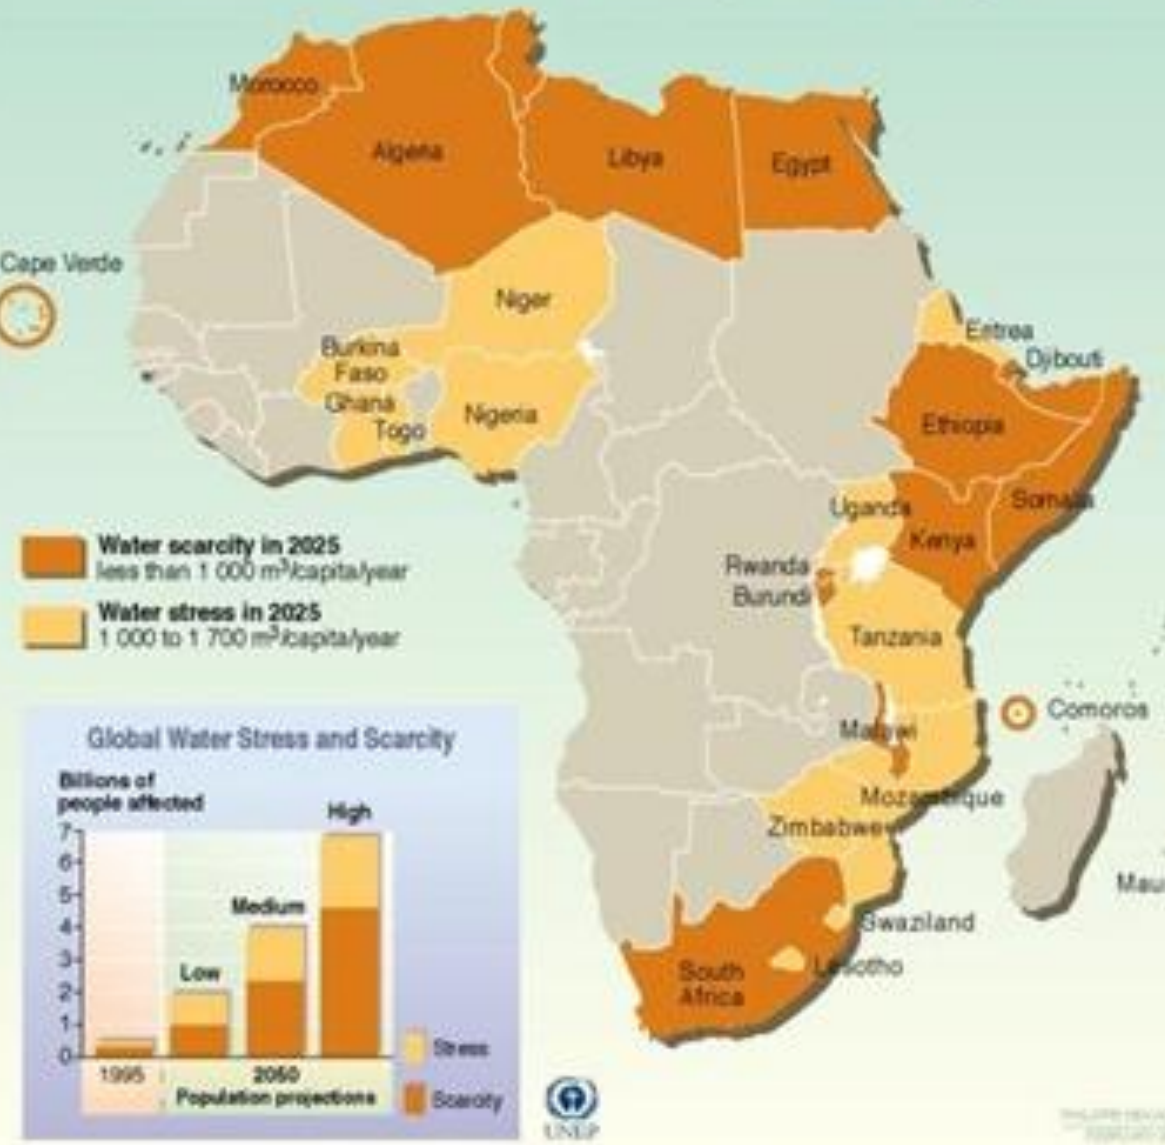 Morocco
Algeria
Libya
Egypt
Cape Verde
Niger
Burkina
Faso
Ghana
Togo
Nigeria
Eritrea
Djibouti
Ethiopia
Somalia
Uganda
Kenya
Rwanda
Burundi
Tanzania
Comoros
Malawi
Mozambique
Zimbabwe
Mau
Swaziland
Lesotho
South
Africa
Water scarcity in 2025
less than 1 000 m³/capita/year
Water stress in 2025
1 000 to 1 700 m³/capita/year
Global Water Stress and Scarcity
Billions of
people affected
7
6
5
4
3
2
1
0
High
Medium
Low
1995
2050
Population projections
Stress
Scarcity
UNEP